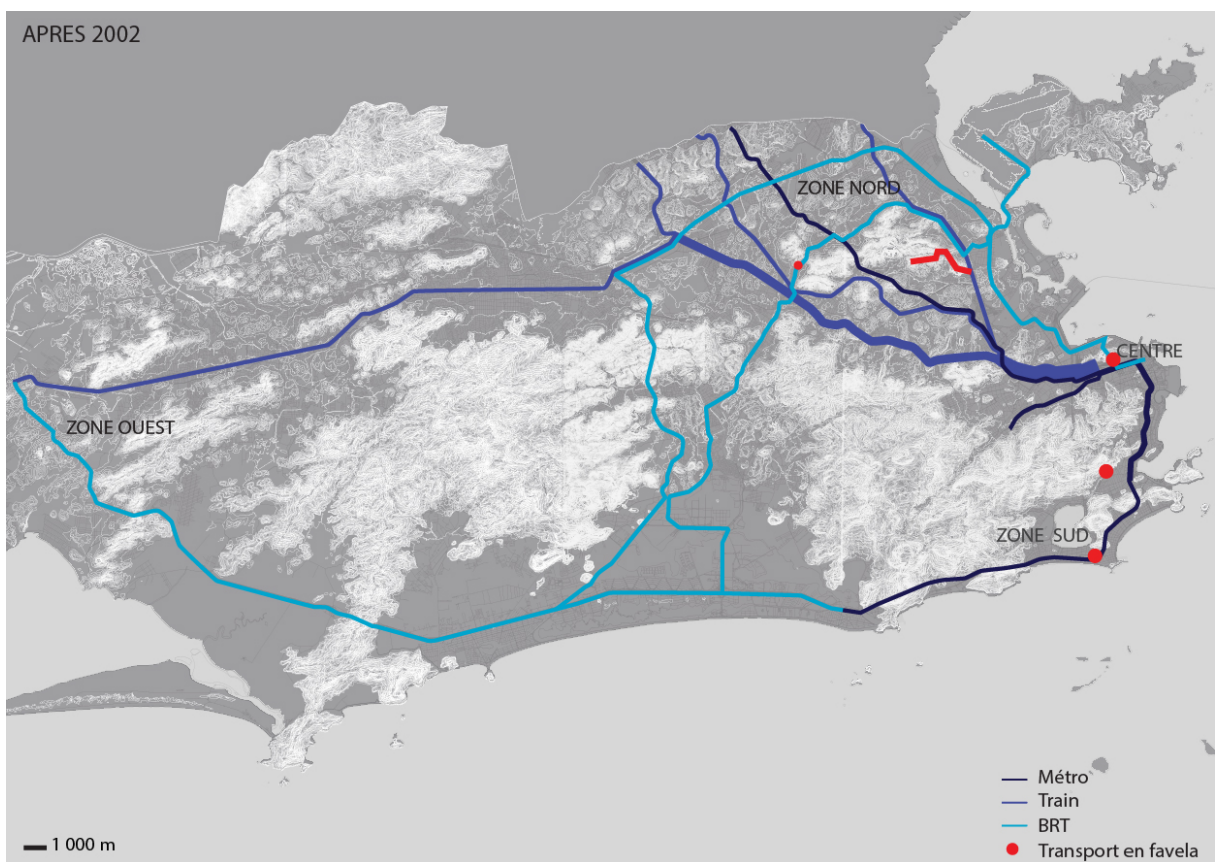 APRES 2002
ZONE NORD
CENTRE
ZONE OUEST
ZONE SUD
Métro
Train
BRT
Transport en favela
1 000 m